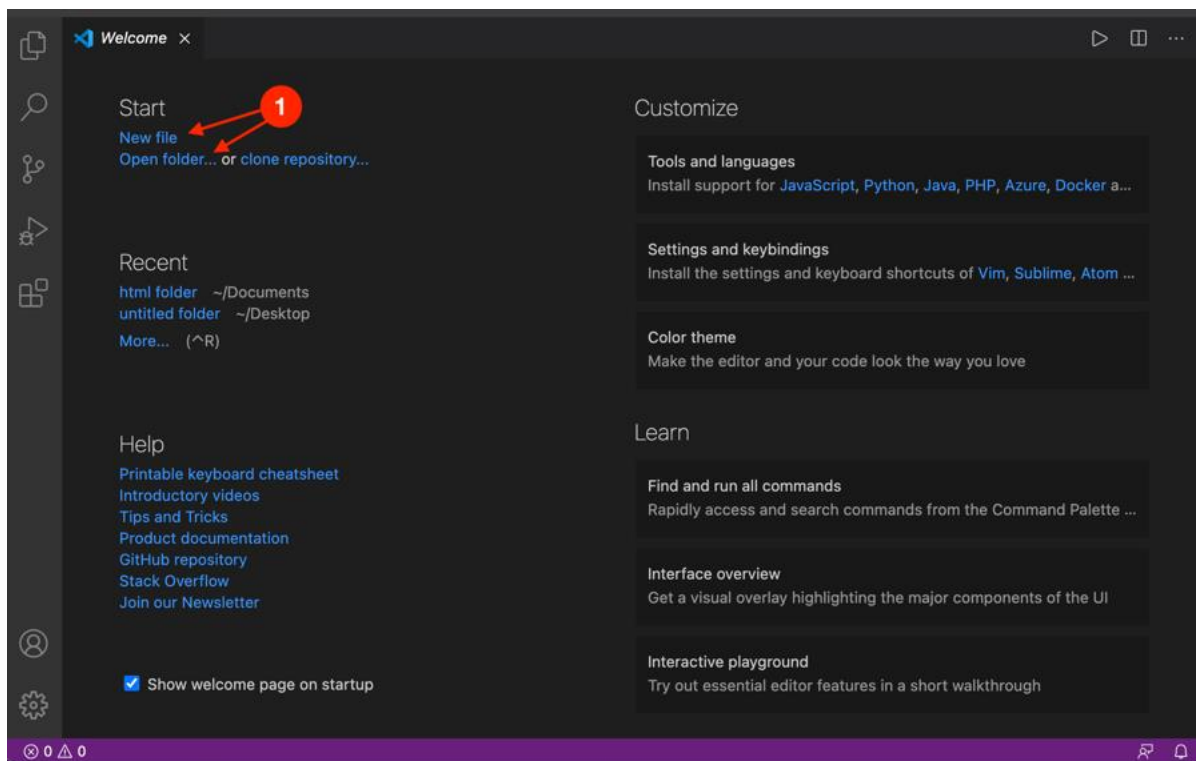 Welcome
Start
1
New file
Open folder... or clone repository...
Recent
html folder ~/Documents
untitled folder ~/Desktop
More... (^R)
Help
Printable keyboard cheatsheet
Introductory videos
Tips and Tricks
Product documentation
GitHub repository
Stack Overflow
Join our Newsletter
Show welcome page on startup
Customize
Tools and languages
Install support for JavaScript, Python, Java, PHP, Azure, Docker a...
Settings and keybindings
Install the settings and keyboard shortcuts of Vim, Sublime, Atom ...
Color theme
Make the editor and your code look the way you love
Learn
Find and run all commands
Rapidly access and search commands from the Command Palette ...
Interface overview
Get a visual overlay highlighting the major components of the UI
Interactive playground
Try out essential editor features in a short walkthrough
0 0